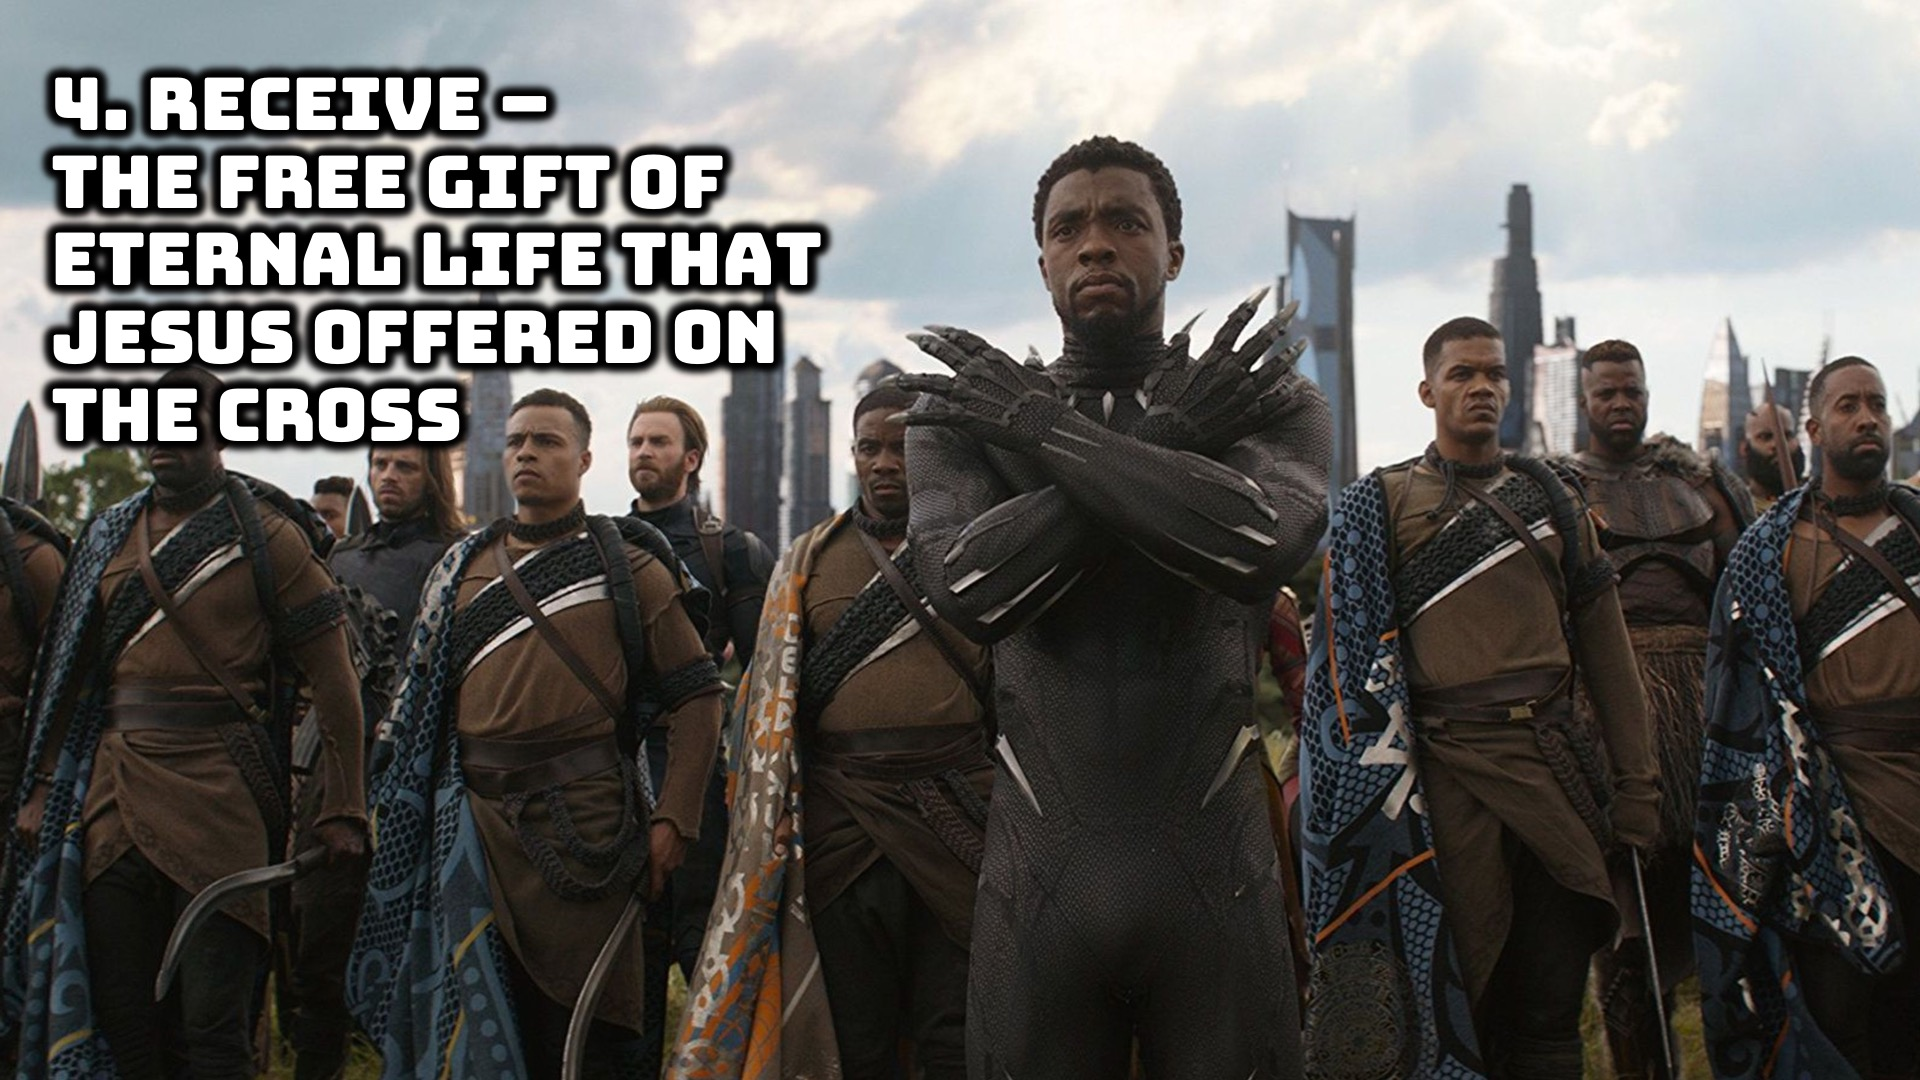 4. RECEIVE –
THE FREE GIFT OF
ETERNAL LIFE THAT
JESUS OFFERED ON
THE CROSS